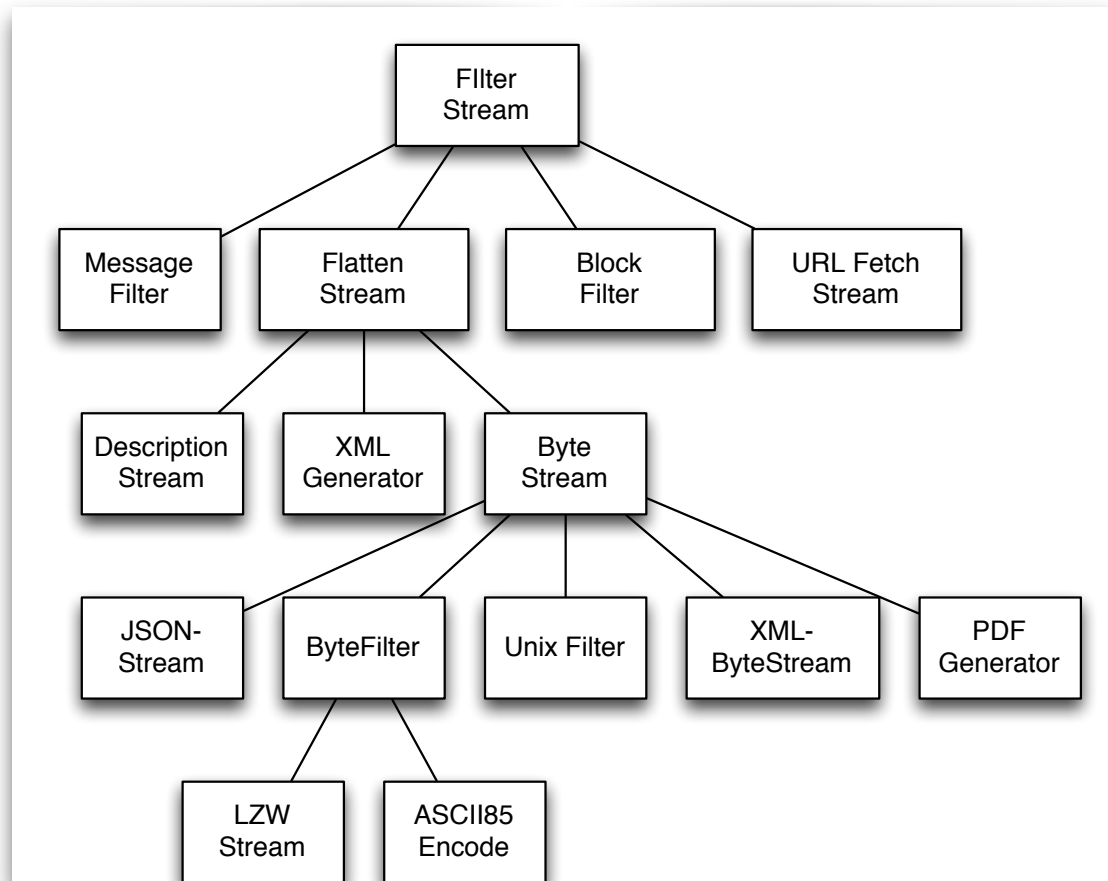 FIlter
Stream
Message
Filter
Flatten
Stream
Block
Filter
URL Fetch
Stream
Description
Stream
XML
Generator
Byte
Stream
JSON-
Stream
ByteFilter
Unix Filter
XML-
ByteStream
PDF
Generator
LZW
Stream
ASCII85
Encode